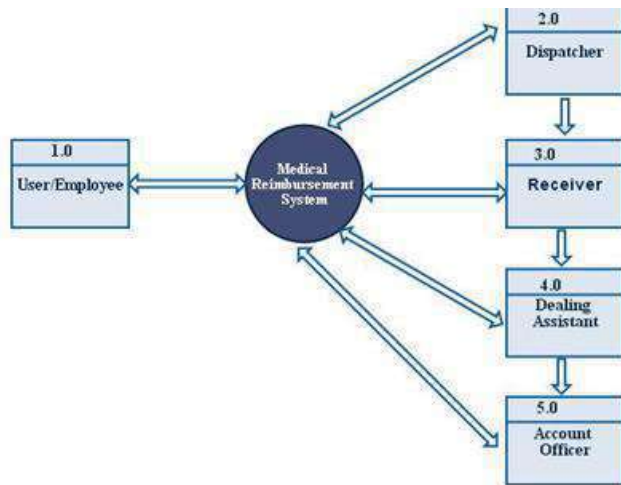 2.0
Dispatcher
1.0
User/Employee
Medical
Reimbursement
System
3.0
Receiver
4.0
Dealing
Assistant
5.0
Account
Officer